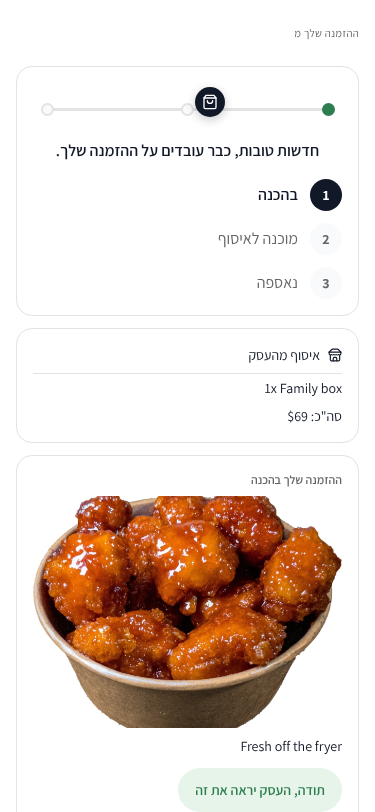 ההזמנה שלך מ
חדשות טובות, כבר עובדים על ההזמנה שלך.
1 בהכנה
2 מוכנה לאיסוף
3 נאספה
איסוף מהעסק
1x Family box
סה"כ: $69
ההזמנה שלך בהכנה
Fresh off the fryer
תודה, העסק יראה את זה